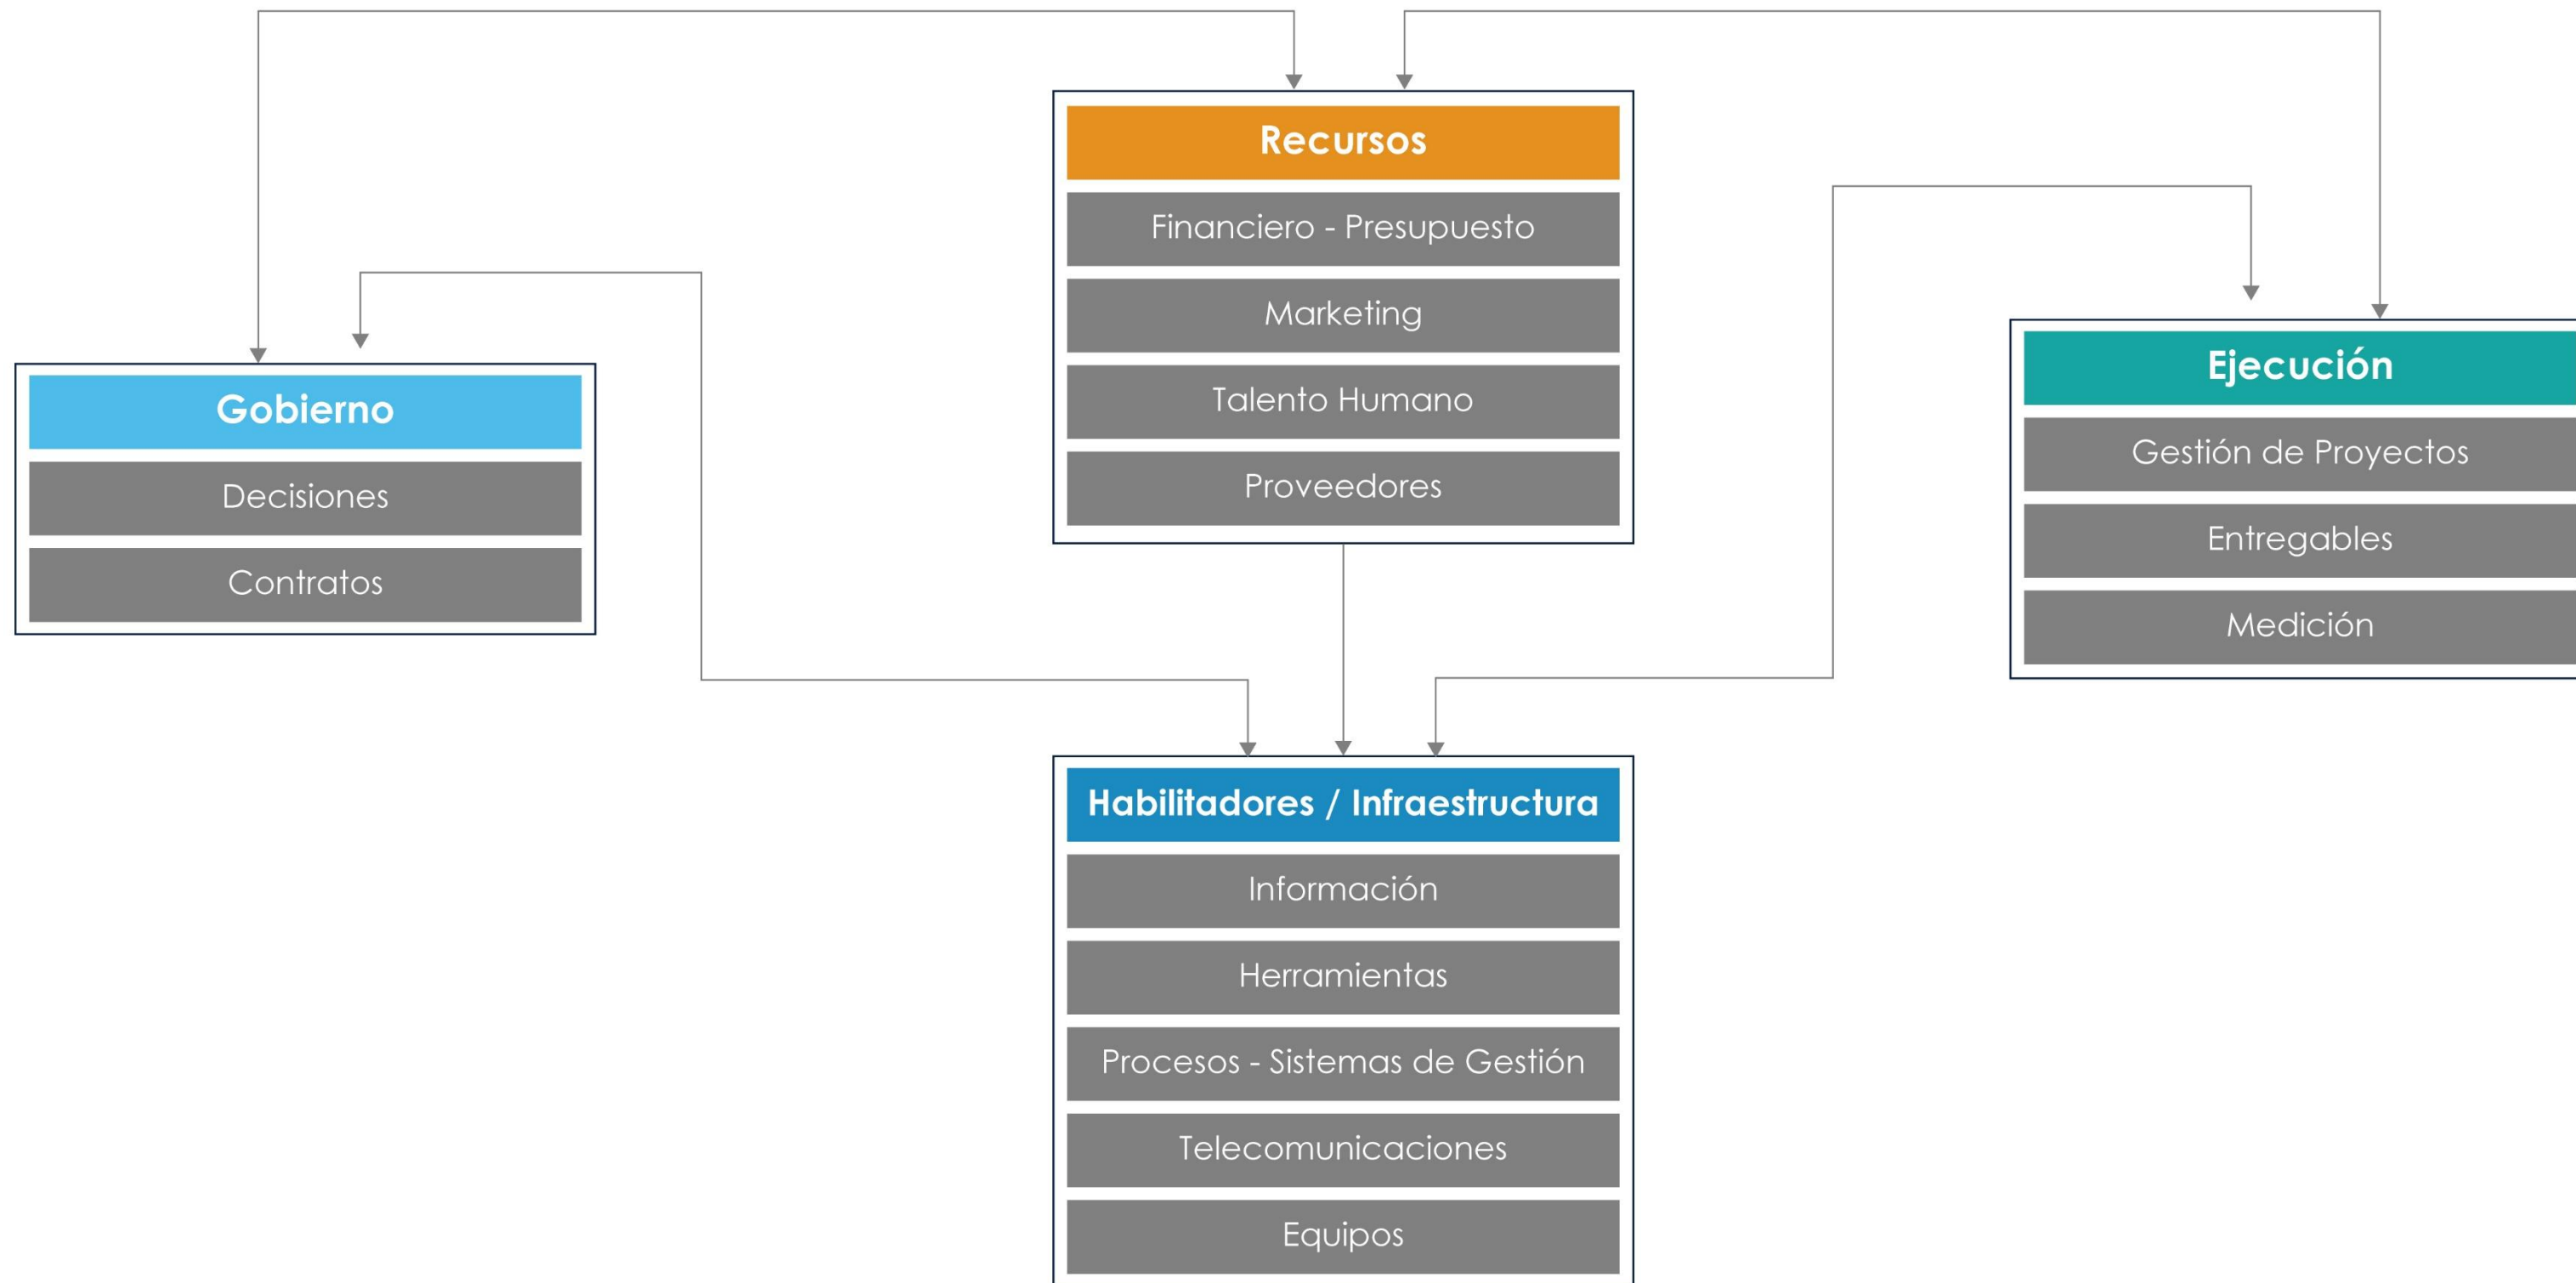 Recursos
Financiero - Presupuesto
Marketing
Talento Humano
Proveedores
Gobierno
Decisiones
Contratos
Ejecución
Gestión de Proyectos
Entregables
Medición
Habilitadores / Infraestructura
Información
Herramientas
Procesos - Sistemas de Gestión
Telecomunicaciones
Equipos